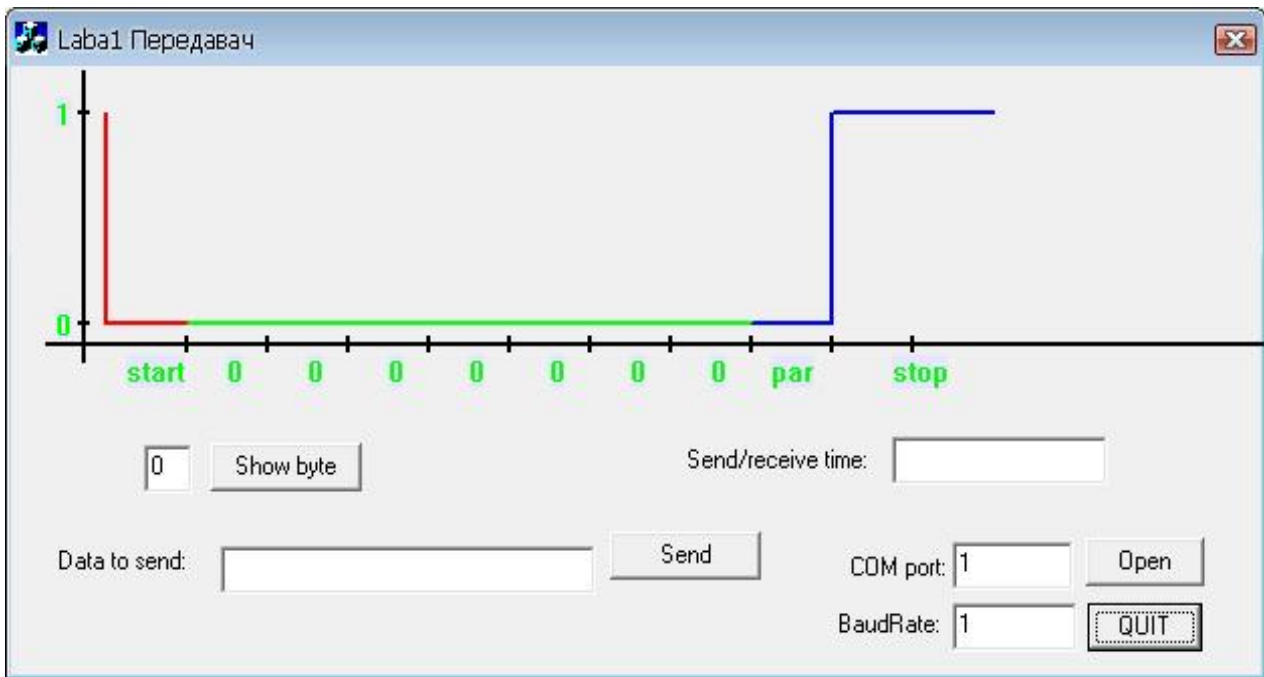 Laba1 Передавач
1
0
start 0 0 0 0 0 0 0 par stop
0 Show byte Send/receive time:
Data to send: Send COM port: 1 Open
BaudRate: 1 QUIT